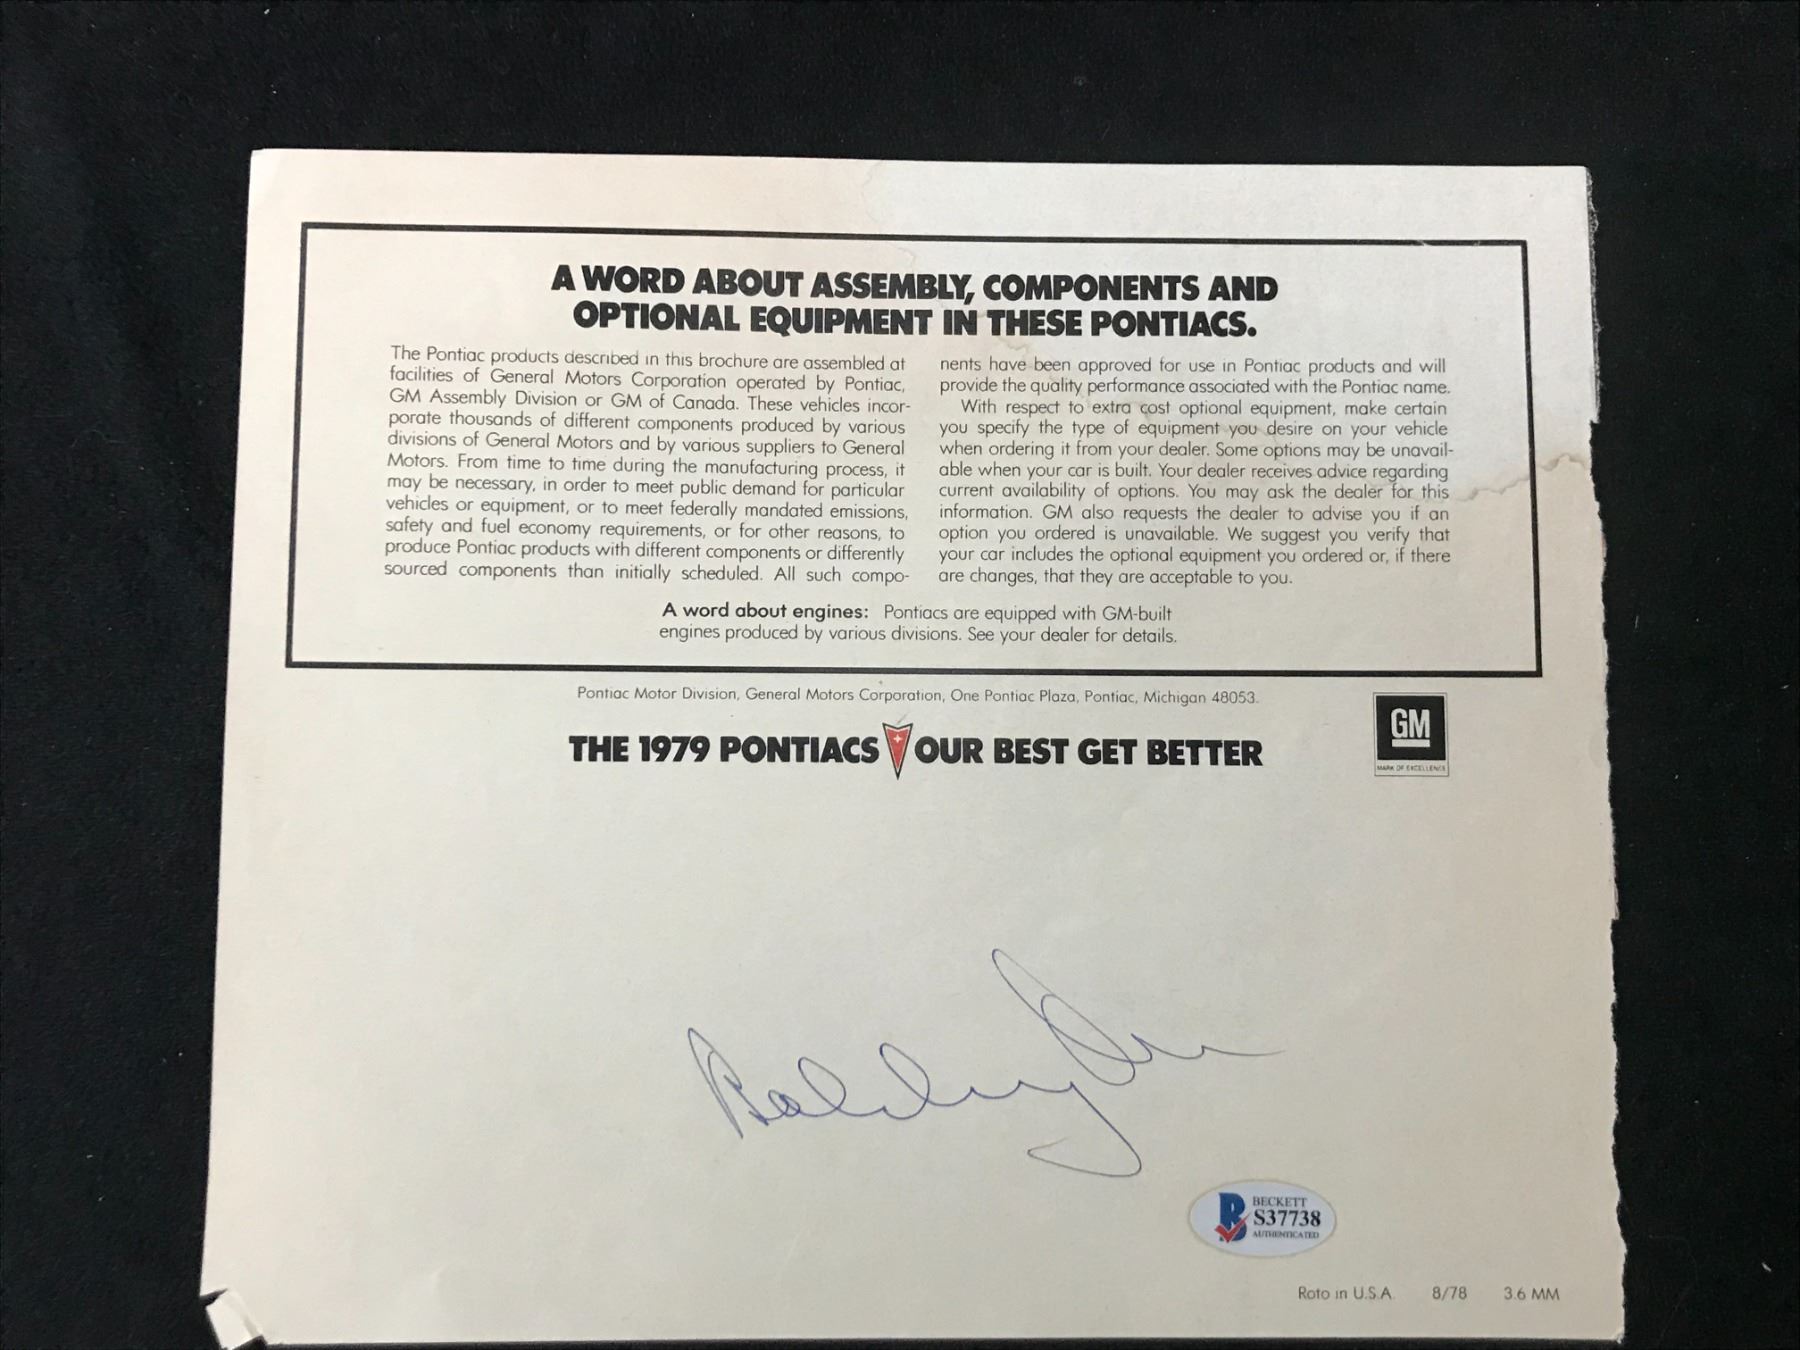 A WORD ABOUT ASSEMBLY, COMPONENTS AND
OPTIONAL EQUIPMENT IN THESE PONTIACS.
The Pontiac products described in this brochure are assembled at
facilities of General Motors Corporation operated by Pontiac,
GM Assembly Division or GM of Canada. These vehicles incor-
porate thousands of different components produced by various
divisions of General Motors and by various suppliers to General
Motors. From time to time during the manufacturing process, it
may be necessary, in order to meet public demand for particular
vehicles or equipment, or to meet federally mandated emissions,
safety and fuel economy requirements, or for other reasons, to
produce Pontiac products with different components or differently
sourced components than initially scheduled. All such compo-
nents have been approved for use in Pontiac products and will
provide the quality performance associated with the Pontiac name.
With respect to extra cost optional equipment, make certain
you specify the type of equipment you desire on your vehicle
when ordering it from your dealer. Some options may be unavail-
able when your car is built. Your dealer receives advice regarding
current availability of options. You may ask the dealer for this
information. GM also requests the dealer to advise you if an
option you ordered is unavailable. We suggest you verify that
your car includes the optional equipment you ordered or, if there
are changes, that they are acceptable to you.
A word about engines: Pontiacs are equipped with GM-built
engines produced by various divisions. See your dealer for details.
Pontiac Motor Division, General Motors Corporation, One Pontiac Plaza, Pontiac, Michigan 48053.
GM
MARK OF EXCELLENCE
THE 1979 PONTIACS OUR BEST GET BETTER
B
BECKETT
S37738
AUTHENTICATED
Roto in U.S.A. 8/78 3.6 MM